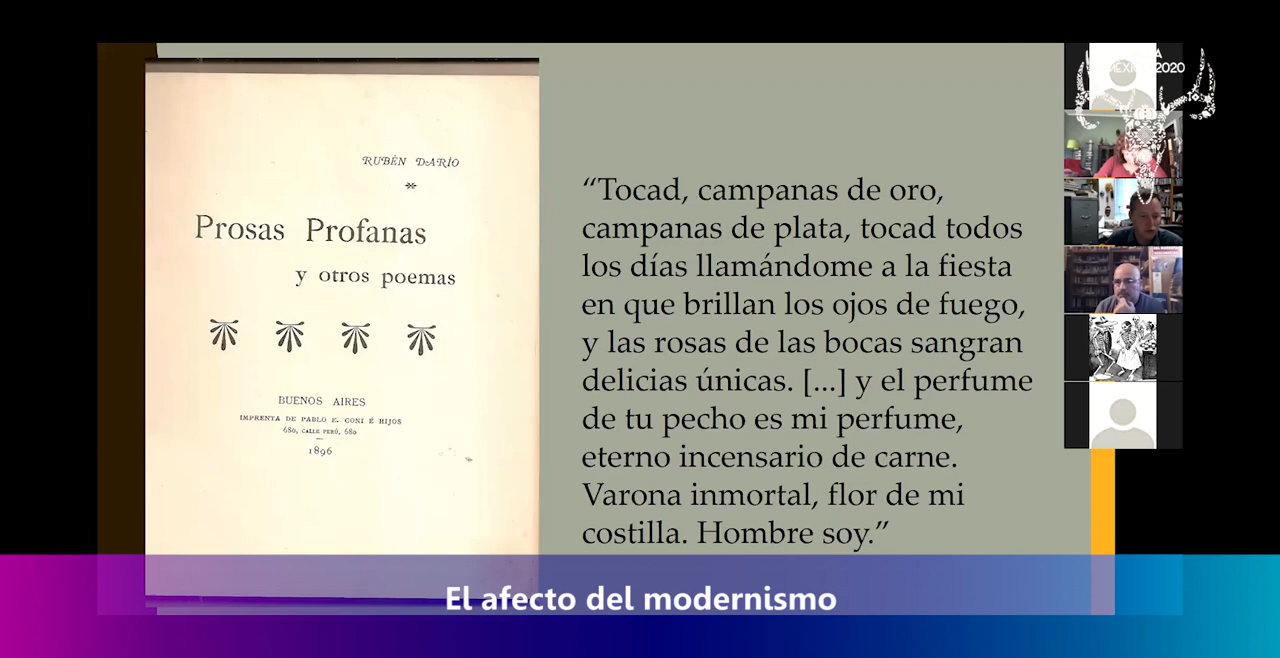 RUBÉN DARÍO
Prosas Profanas
y otros poemas
BUENOS AIRES
IMPRENTA DE PABLO E. CONI É HIJOS
680, CALLE PERÚ, 680
1896
“Tocad, campanas de oro,
campanas de plata, tocad todos
los días llamándome a la fiesta
en que brillan los ojos de fuego,
y las rosas de las bocas sangran
delicias únicas. [...] y el perfume
de tu pecho es mi perfume,
eterno incensario de carne.
Varona inmortal, flor de mi
costilla. Hombre soy.”
2020
El afecto del modernismo